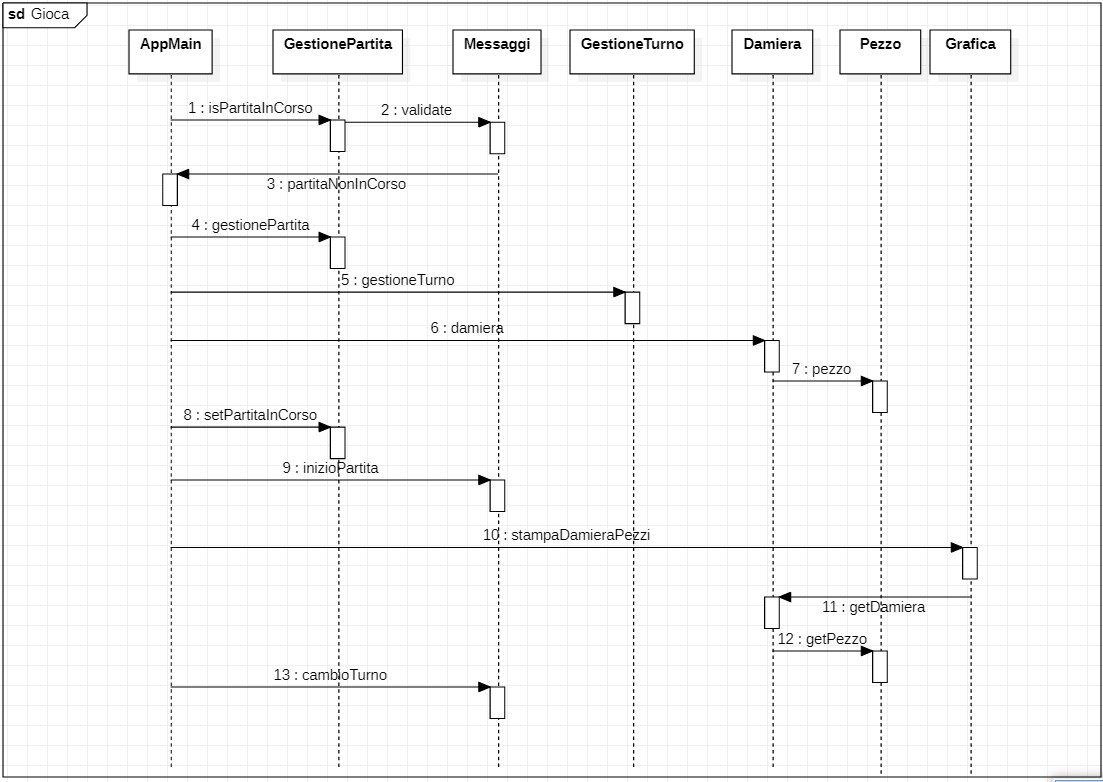 sd Gioca
AppMain GestionePartita Messaggi GestioneTurno Damiera Pezzo Grafica
1 : isPartitaInCorso
2 : validate
3 : partitaNonInCorso
4 : gestionePartita
5 : gestioneTurno
6 : damiera
7 : pezzo
8 : setPartitaInCorso
9 : inizioPartita
10 : stampaDamieraPezzi
11 : getDamiera
12 : getPezzo
13 : cambioTurno